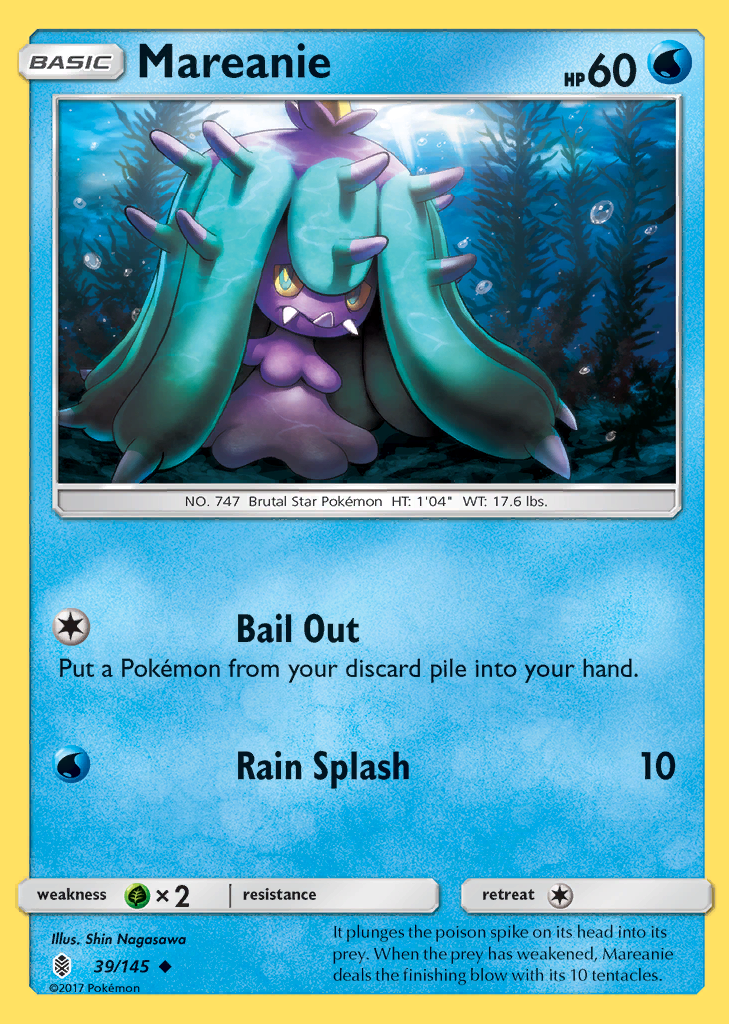 BASIC Mareanie HP60
NO. 747 Brutal Star Pokémon HT: 1'04" WT: 17.6 lbs.
Bail Out
Put a Pokémon from your discard pile into your hand.
Rain Splash 10
weakness ×2 resistance retreat
Illus. Shin Nagasawa
39/145
©2017 Pokémon
It plunges the poison spike on its head into its
prey. When the prey has weakened, Mareanie
deals the finishing blow with its 10 tentacles.